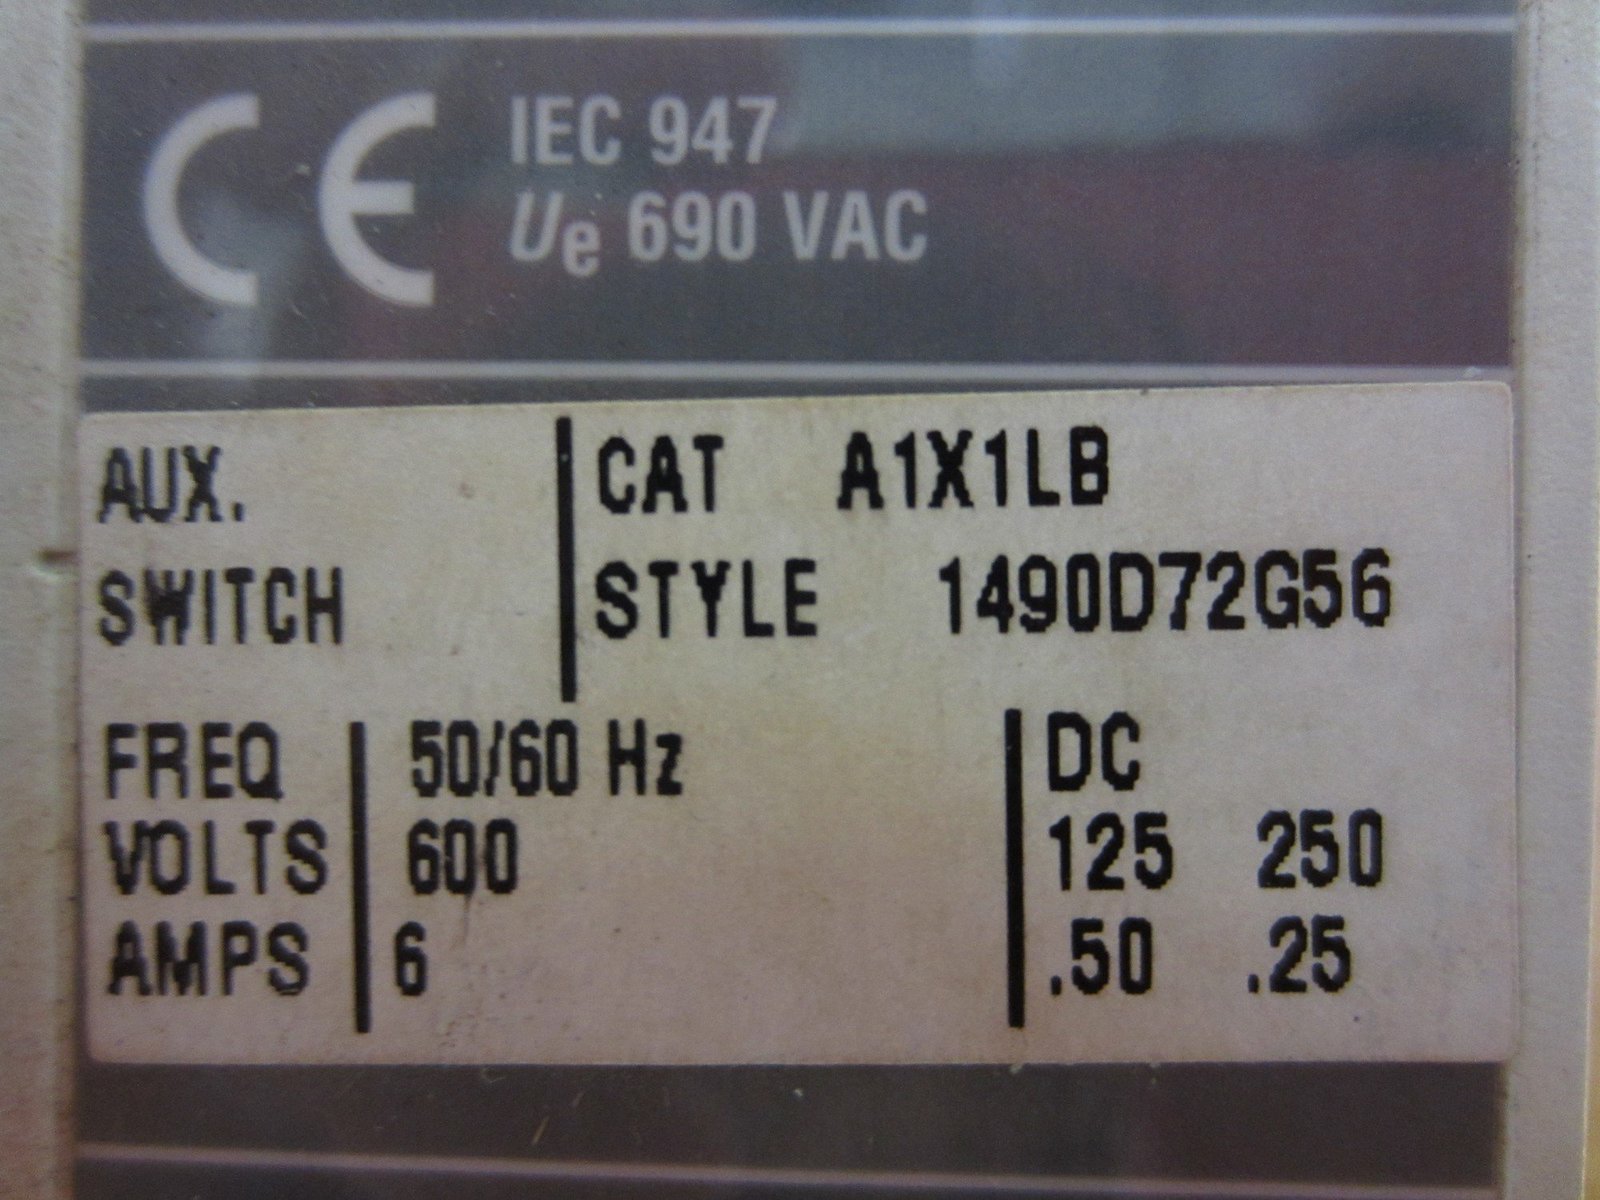 CE IEC 947
Ue 690 VAC
AUX. CAT A1X1LB
SWITCH STYLE 1490D72G56
FREQ 50/60 Hz DC
VOLTS 600 125 250
AMPS 6 .50 .25